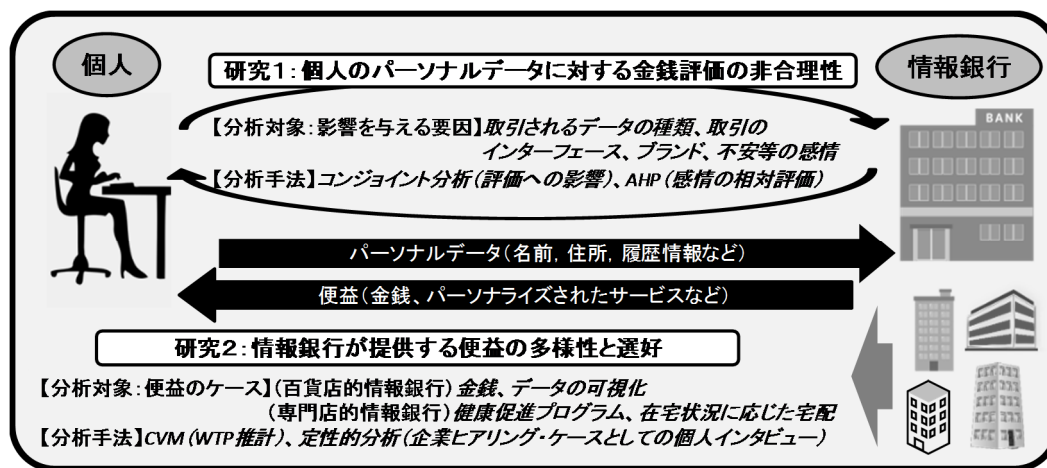 個人
情報銀行
研究1:個人のパーソナルデータに対する金銭評価の非合理性
BANK
【分析対象:影響を与える要因】取引されるデータの種類、取引の
インターフェース、ブランド、不安等の感情
【分析手法】コンジョイント分析(評価への影響)、AHP(感情の相対評価)
パーソナルデータ(名前，住所，履歴情報など)
便益(金銭、パーソナライズされたサービスなど)
研究2:情報銀行が提供する便益の多様性と選好
【分析対象:便益のケース】(百貨店的情報銀行)金銭、データの可視化
(専門店的情報銀行)健康促進プログラム、在宅状況に応じた宅配
【分析手法】CVM(WTP推計)、定性的分析(企業ヒアリング・ケースとしての個人インタビュー)